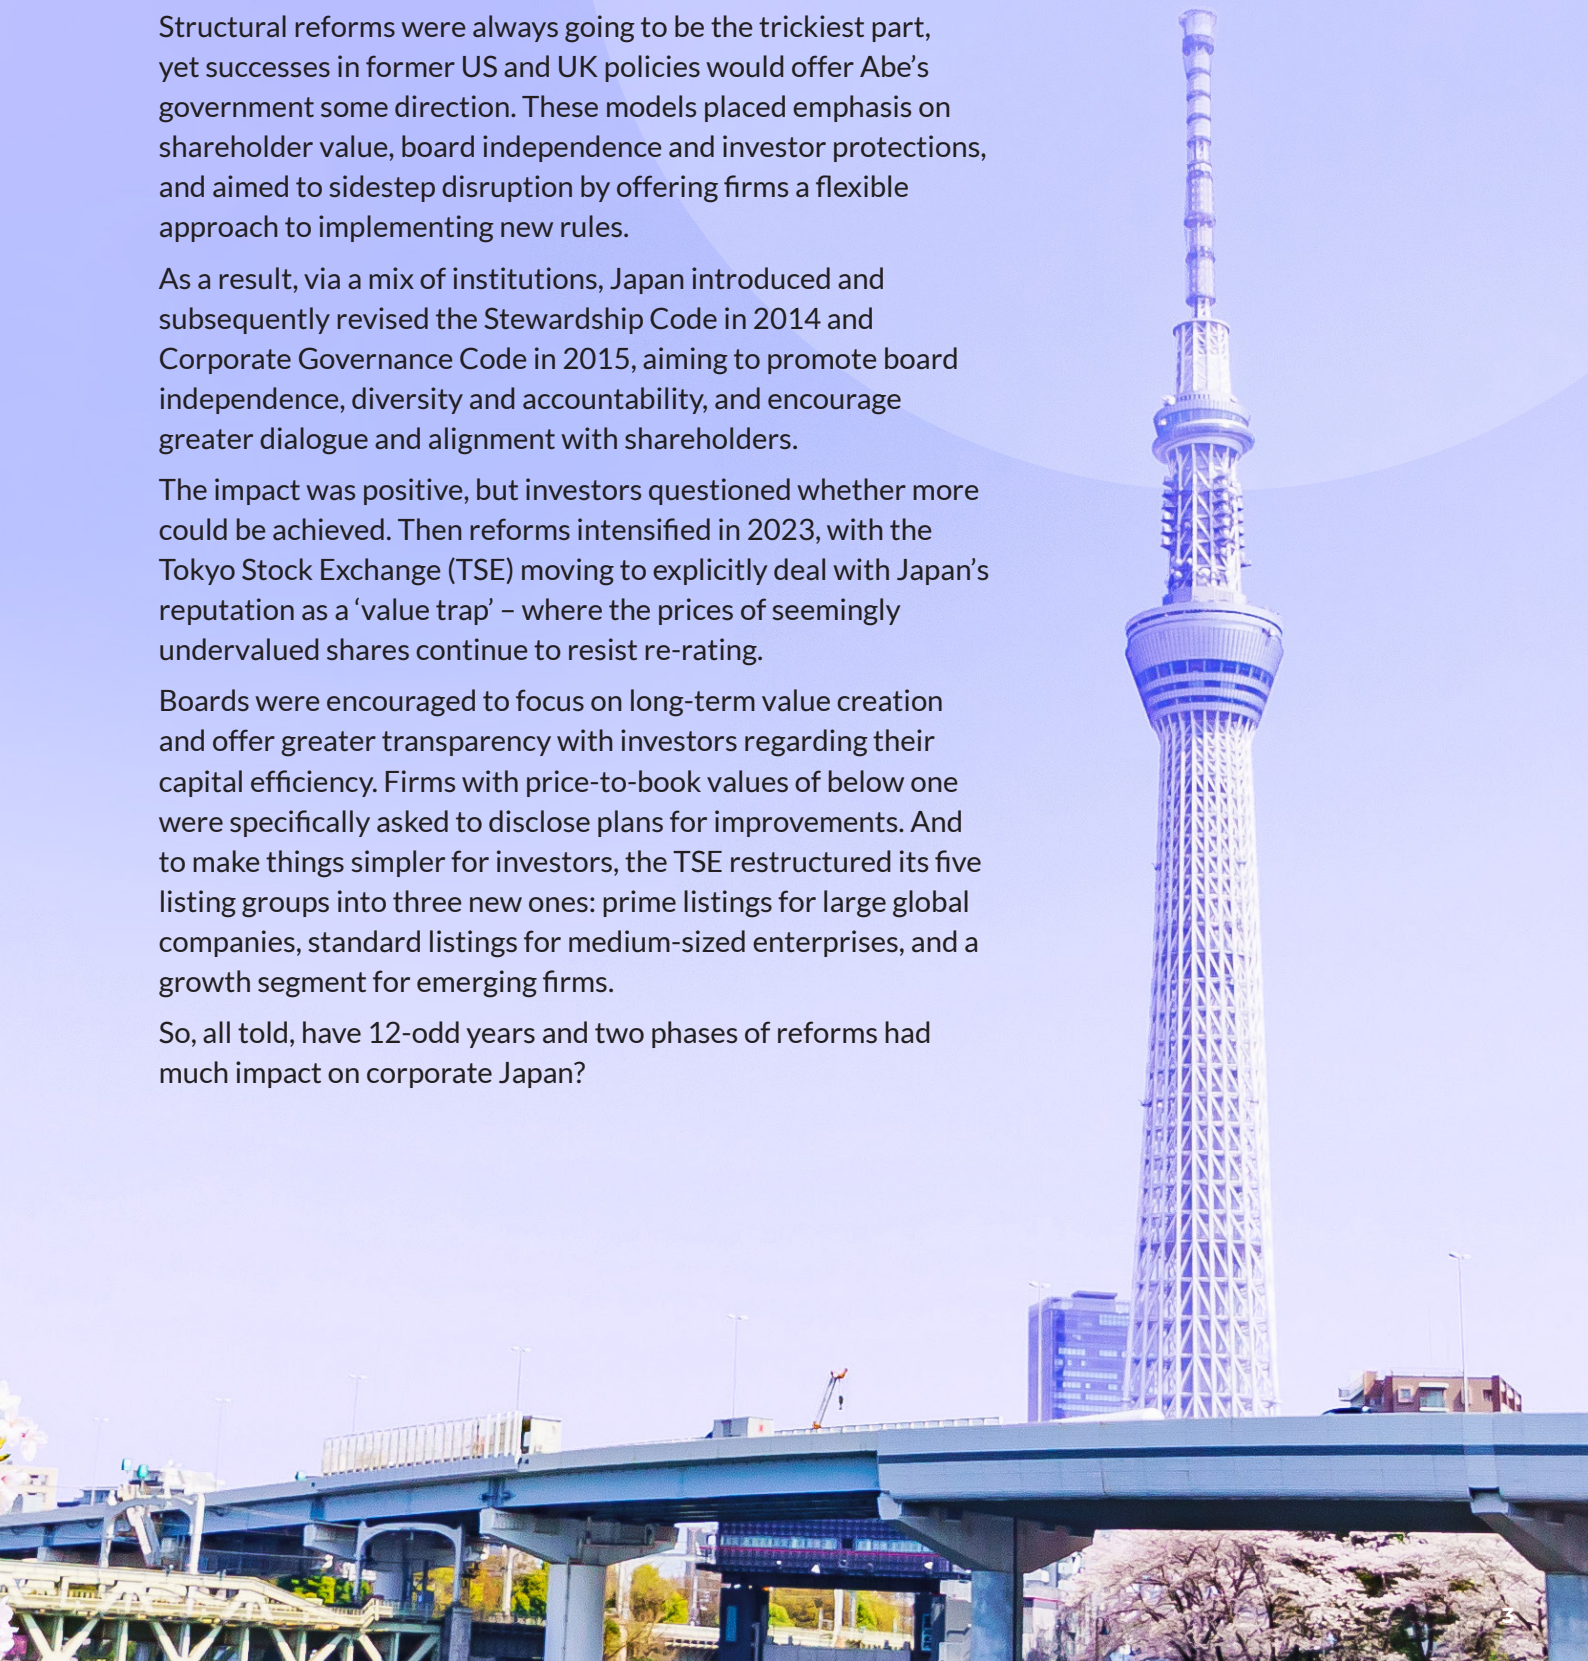 Structural reforms were always going to be the trickiest part,
yet successes in former US and UK policies would offer Abe’s
government some direction. These models placed emphasis on
shareholder value, board independence and investor protections,
and aimed to sidestep disruption by offering firms a flexible
approach to implementing new rules.
As a result, via a mix of institutions, Japan introduced and
subsequently revised the Stewardship Code in 2014 and
Corporate Governance Code in 2015, aiming to promote board
independence, diversity and accountability, and encourage
greater dialogue and alignment with shareholders.
The impact was positive, but investors questioned whether more
could be achieved. Then reforms intensified in 2023, with the
Tokyo Stock Exchange (TSE) moving to explicitly deal with Japan’s
reputation as a ‘value trap’ – where the prices of seemingly
undervalued shares continue to resist re-rating.
Boards were encouraged to focus on long-term value creation
and offer greater transparency with investors regarding their
capital efficiency. Firms with price-to-book values of below one
were specifically asked to disclose plans for improvements. And
to make things simpler for investors, the TSE restructured its five
listing groups into three new ones: prime listings for large global
companies, standard listings for medium-sized enterprises, and a
growth segment for emerging firms.
So, all told, have 12-odd years and two phases of reforms had
much impact on corporate Japan?
3